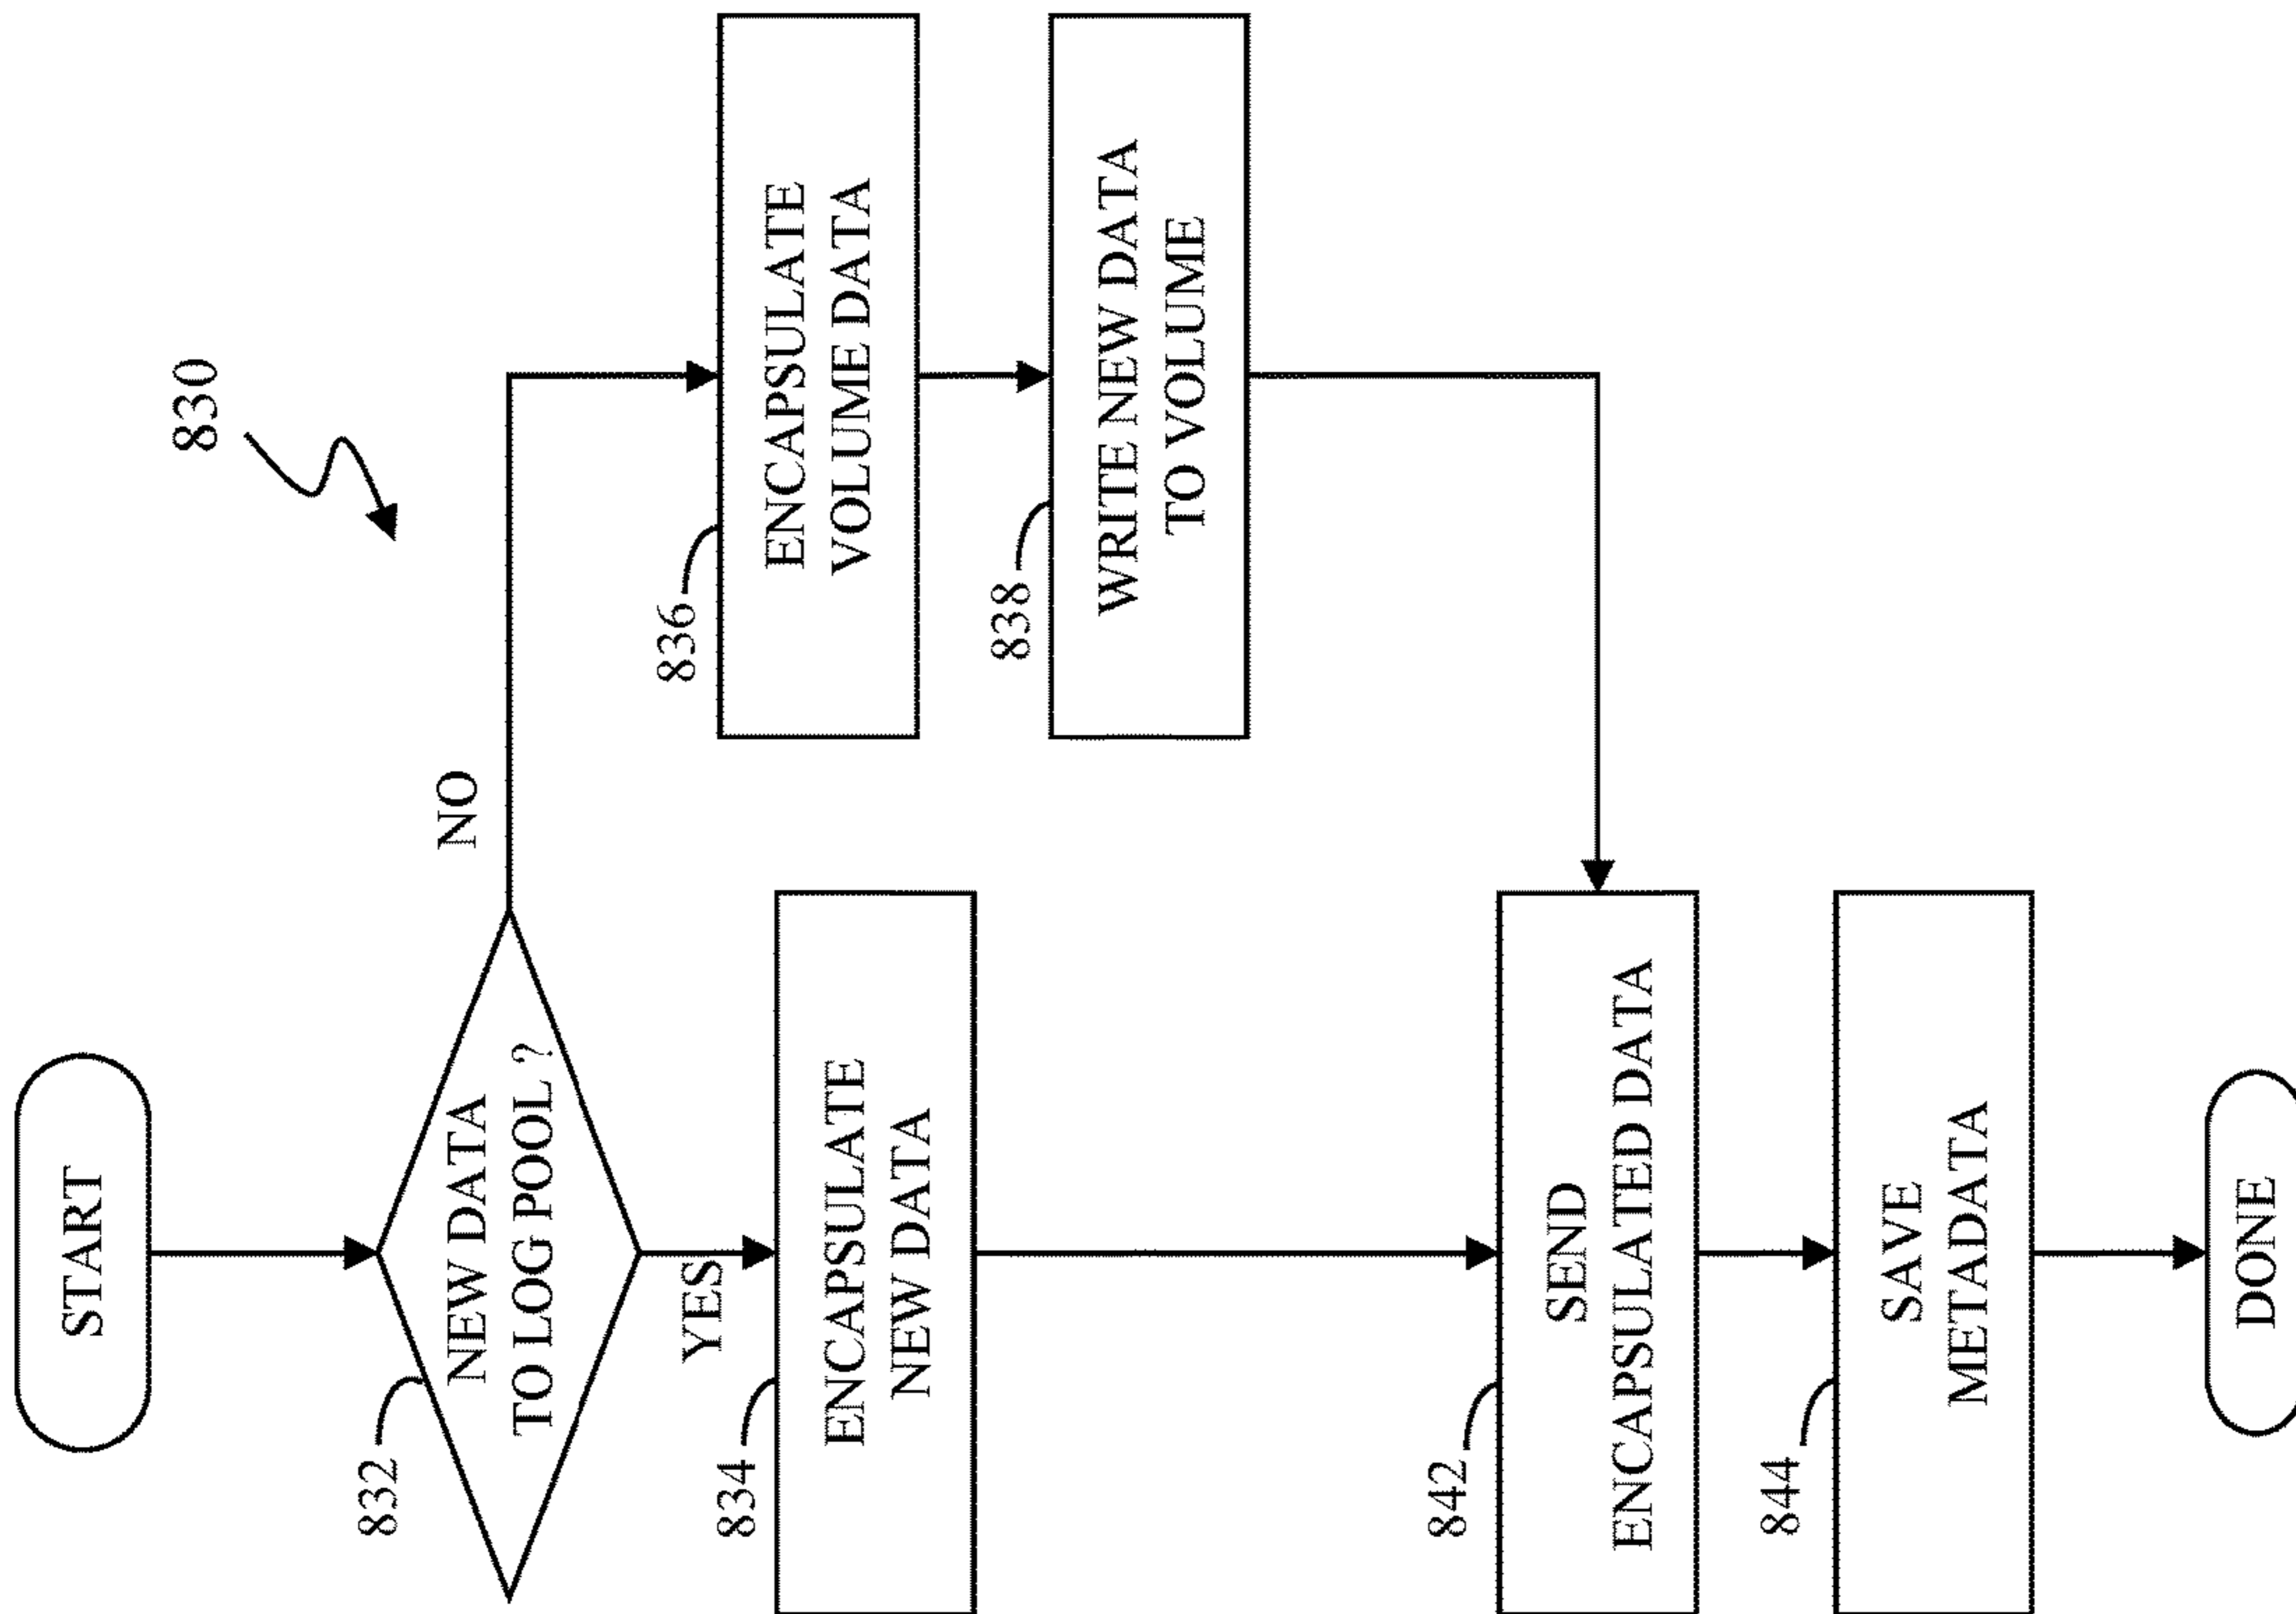 830
START
832
NEW DATA
TO LOG POOL ?
NO
YES
834
ENCAPSULATE
NEW DATA
836
ENCAPSULATE
VOLUME DATA
838
WRITE NEW DATA
TO VOLUME
842
SEND
ENCAPSULATED DATA
844
SAVE
METADATA
DONE